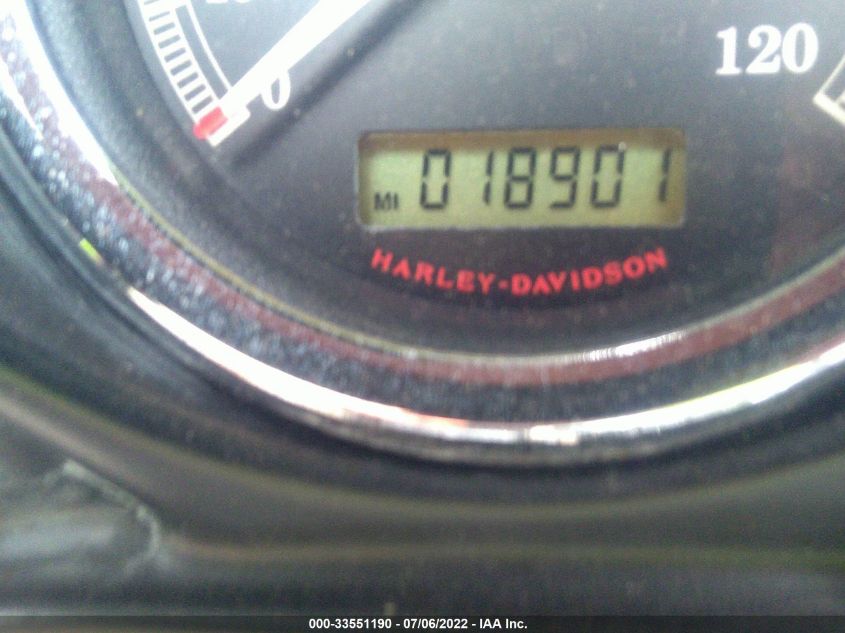 0
120
MI 018901
HARLEY-DAVIDSON
000-33551190 - 07/06/2022 - IAA Inc.